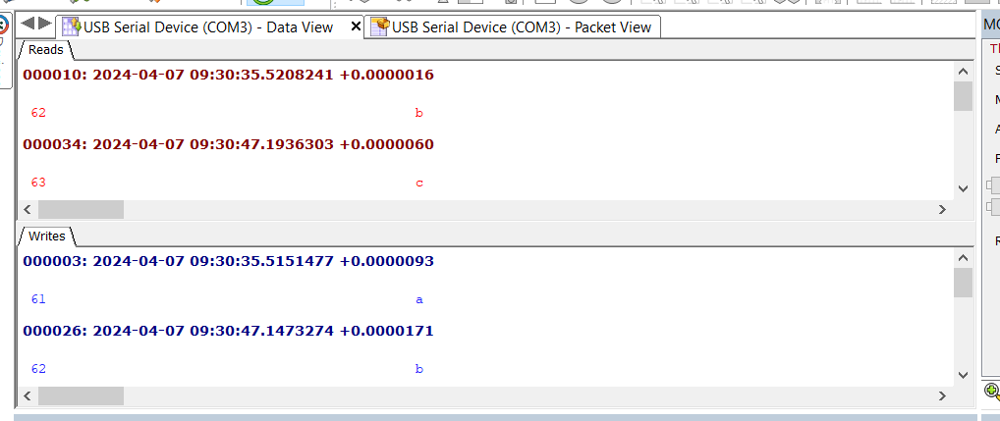 USB Serial Device (COM3) - Data View USB Serial Device (COM3) - Packet View
Reads
000010: 2024-04-07 09:30:35.5208241 +0.0000016
62 b
000034: 2024-04-07 09:30:47.1936303 +0.0000060
63 c
Writes
000003: 2024-04-07 09:30:35.5151477 +0.0000093
61 a
000026: 2024-04-07 09:30:47.1473274 +0.0000171
62 b